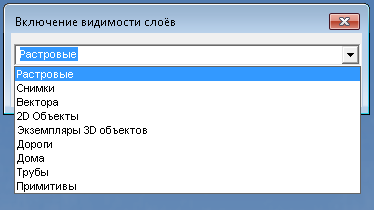 Включение видимости слоёв
Растровые
Растровые
Снимки
Вектора
2D Объекты
Экземпляры 3D объектов
Дороги
Дома
Трубы
Примитивы